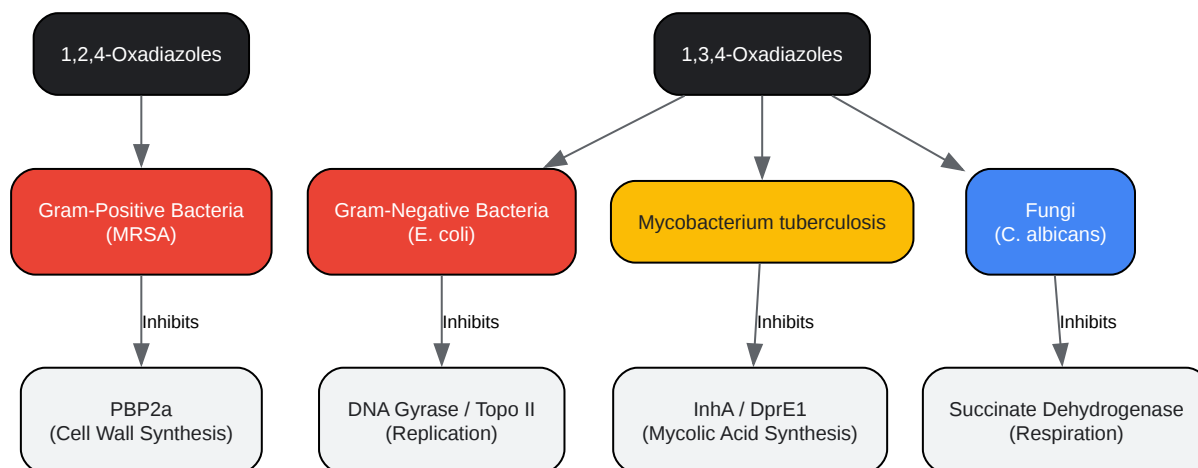 1,2,4-Oxadiazoles
1,3,4-Oxadiazoles
Gram-Positive Bacteria
(MRSA)
Gram-Negative Bacteria
(E. coli)
Mycobacterium tuberculosis
Fungi
(C. albicans)
Inhibits
Inhibits
Inhibits
Inhibits
PBP2a
(Cell Wall Synthesis)
DNA Gyrase / Topo II
(Replication)
InhA / DprE1
(Mycolic Acid Synthesis)
Succinate Dehydrogenase
(Respiration)